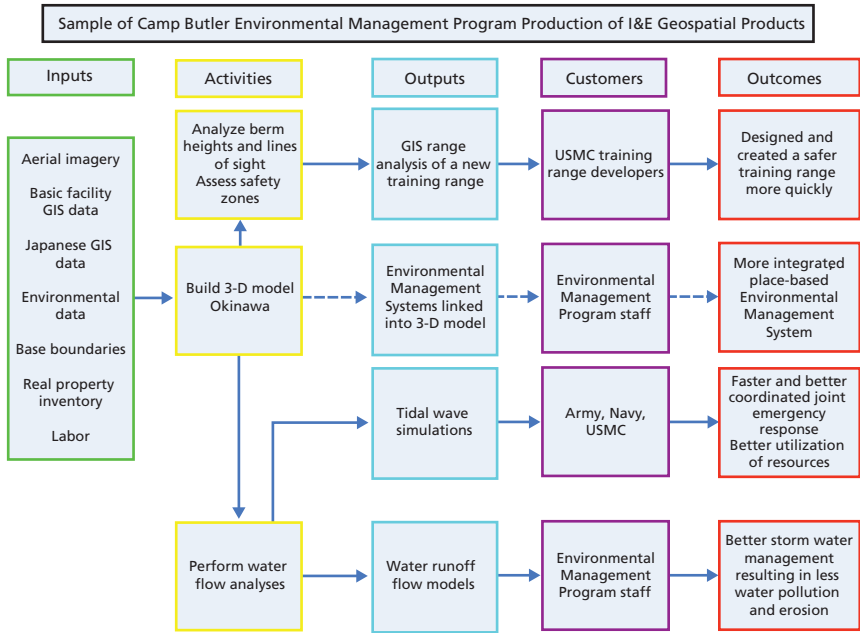 Sample of Camp Butler Environmental Management Program Production of I&E Geospatial Products
Inputs
Activities
Outputs
Customers
Outcomes
Aerial imagery
Basic facility
GIS data
Japanese GIS
data
Environmental
data
Base boundaries
Real property
inventory
Labor
Analyze berm
heights and lines
of sight
Assess safety
zones
GIS range
analysis of a new
training range
USMC training
range developers
Designed and
created a safer
training range
more quickly
Build 3-D model
Okinawa
Environmental
Management
Systems linked
into 3-D model
Environmental
Management
Program staff
More integrated
place-based
Environmental
Management
System
Tidal wave
simulations
Army, Navy,
USMC
Faster and better
coordinated joint
emergency
response
Better utilization
of resources
Perform water
flow analyses
Water runoff
flow models
Environmental
Management
Program staff
Better storm water
management
resulting in less
water pollution
and erosion